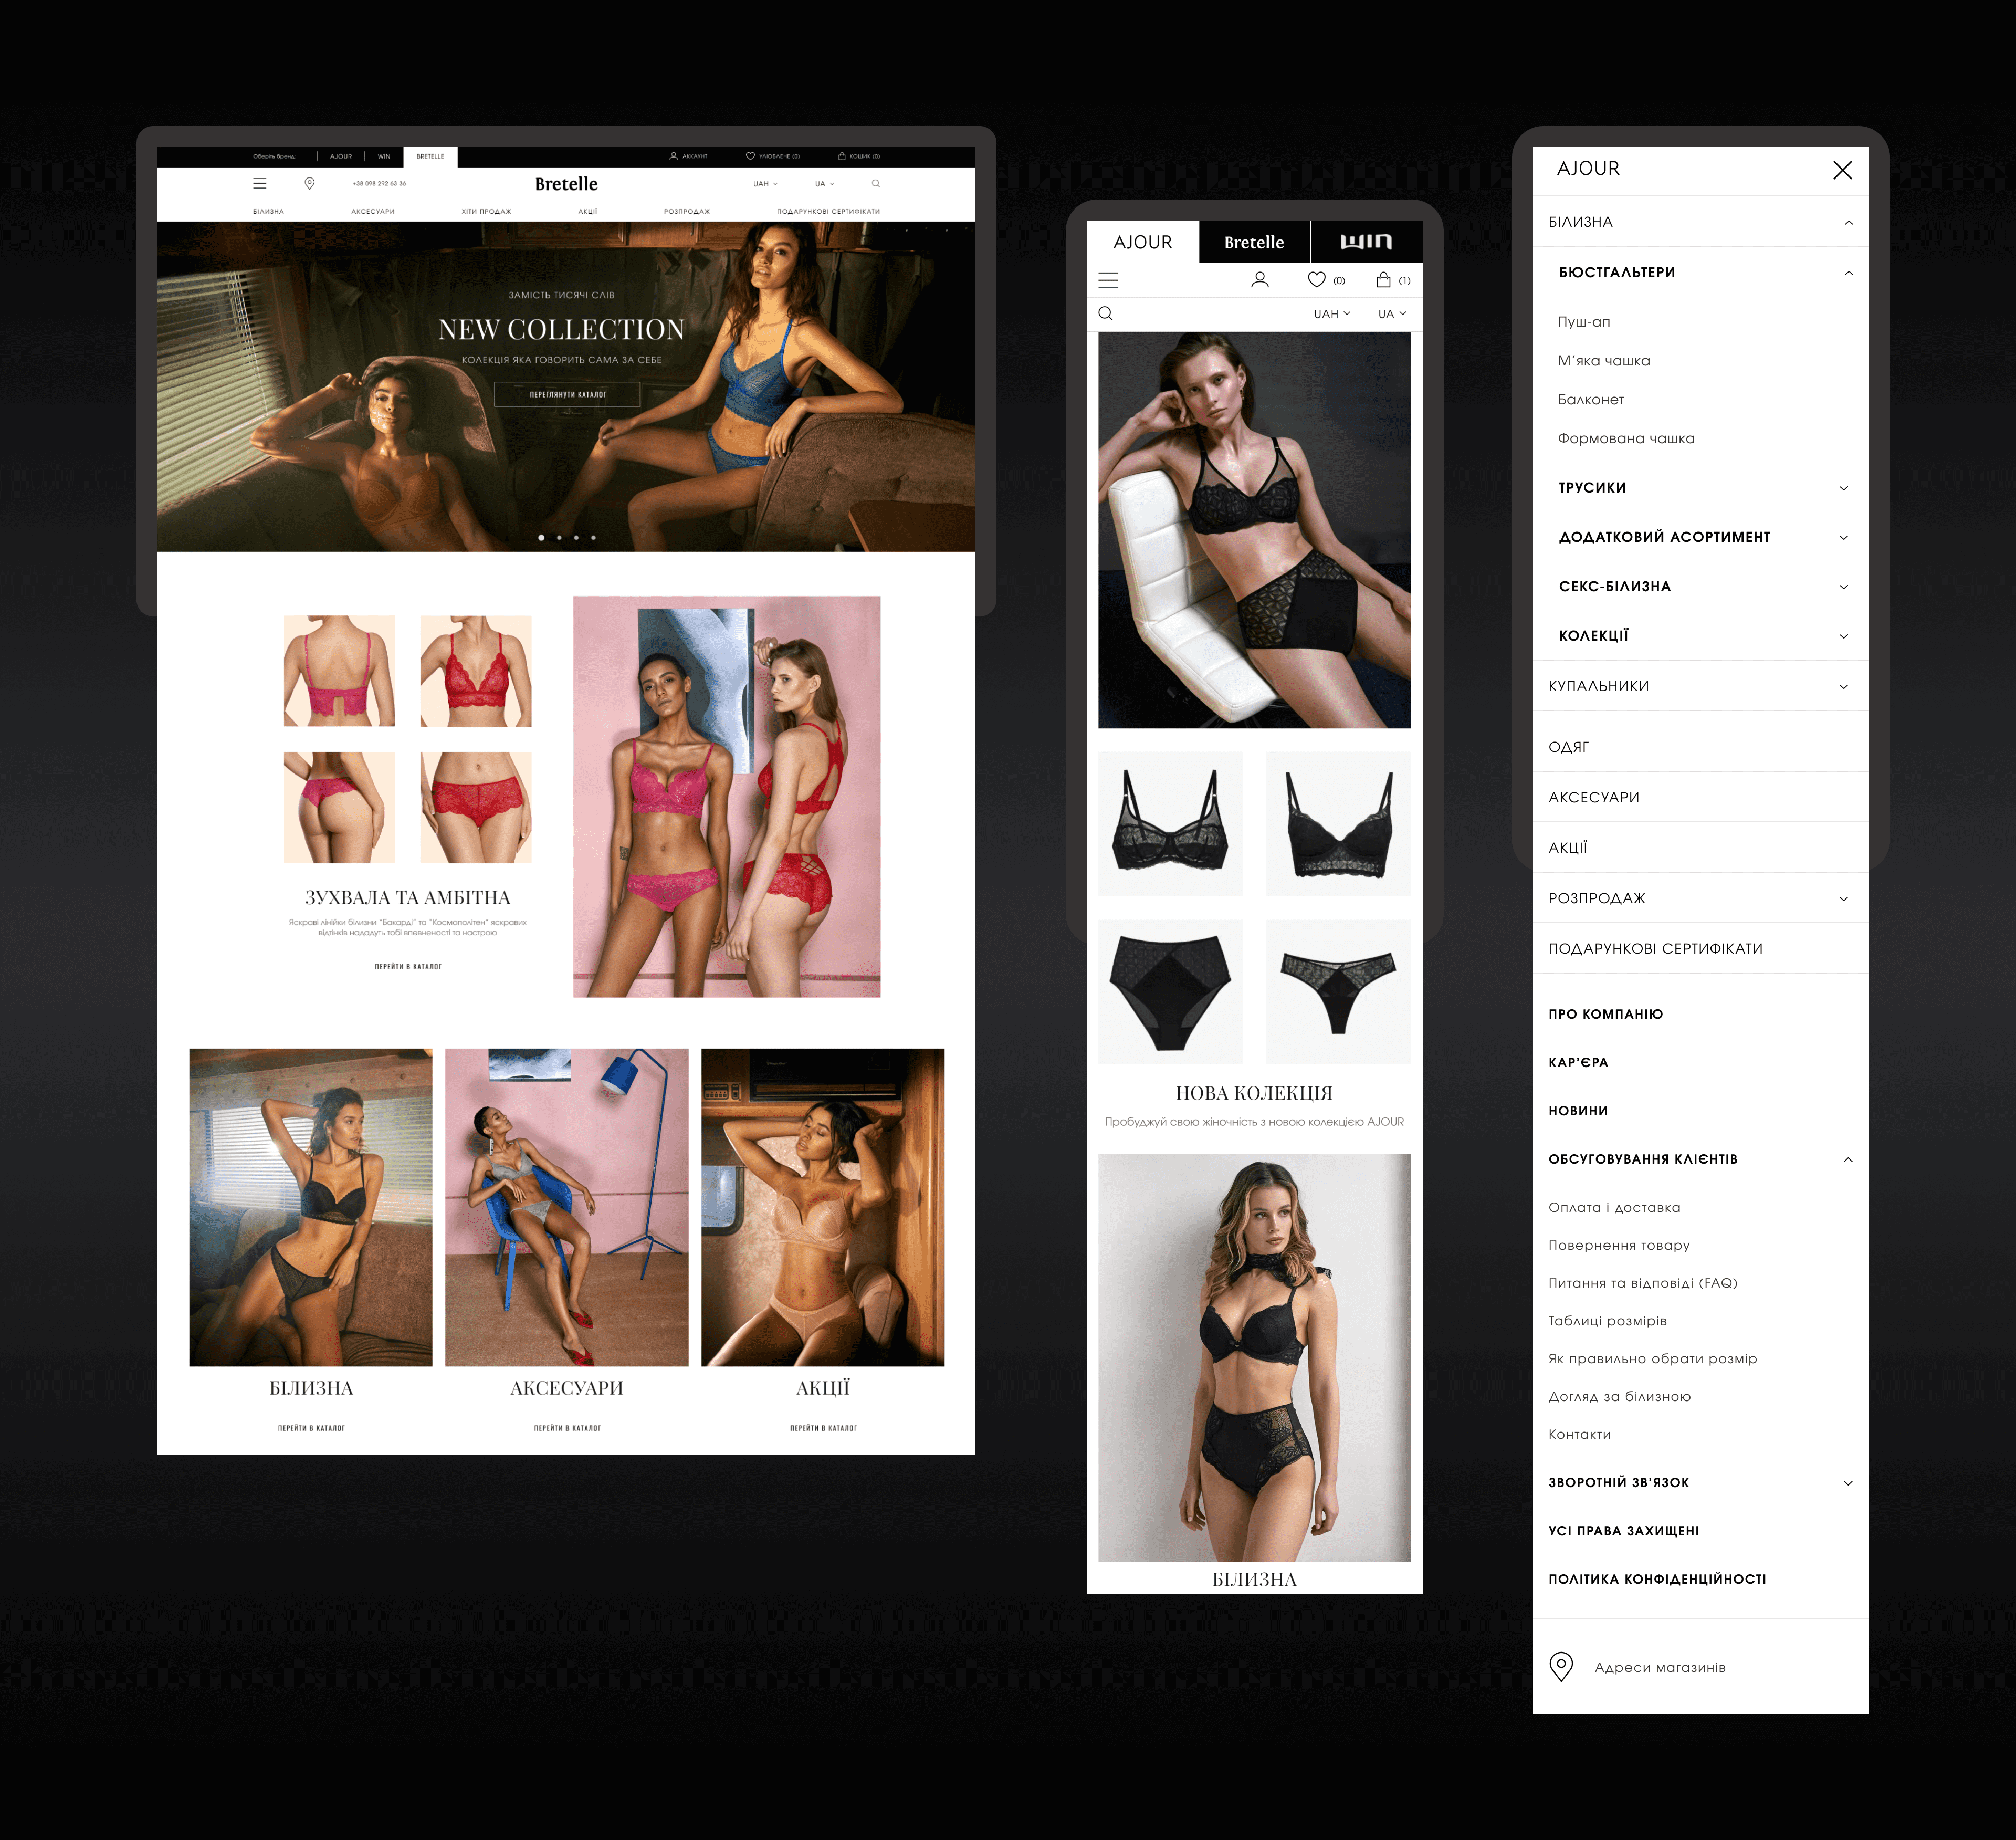 Оберіть бренд: AJOUR WIN BRETELLE АККАУНТ УЛЮБЛЕНЕ (0) КОШИК (0)
+38 098 292 63 36 Bretelle UAH UA
БІЛИЗНА АКСЕСУАРИ ХІТИ ПРОДАЖ АКЦІЇ РОЗПРОДАЖ ПОДАРУНКОВІ СЕРТИФІКАТИ
ЗАМІСТЬ ТИСЯЧІ СЛІВ
NEW COLLECTION
КОЛЕКЦІЯ ЯКА ГОВОРИТЬ САМА ЗА СЕБЕ
ПЕРЕГЛЯНУТИ КАТАЛОГ
ЗУХВАЛА ТА АМБІТНА
Яскраві лінійки білизни "Бакарді" та "Космополітен" яскравих
відтінків нададуть тобі впевненості та настрою
ПЕРЕЙТИ В КАТАЛОГ
БІЛИЗНА АКСЕСУАРИ АКЦІЇ
ПЕРЕЙТИ В КАТАЛОГ ПЕРЕЙТИ В КАТАЛОГ ПЕРЕЙТИ В КАТАЛОГ
AJOUR Bretelle WIN
(0) (1)
UAH UA
НОВА КОЛЕКЦІЯ
Пробуджуй свою жіночність з новою колекцією AJOUR
БІЛИЗНА
AJOUR
БІЛИЗНА
БЮСТГАЛЬТЕРИ
Пуш-ап
М'яка чашка
Балконет
Формована чашка
ТРУСИКИ
ДОДАТКОВИЙ АСОРТИМЕНТ
СЕКС-БІЛИЗНА
КОЛЕКЦІЇ
КУПАЛЬНИКИ
ОДЯГ
АКСЕСУАРИ
АКЦІЇ
РОЗПРОДАЖ
ПОДАРУНКОВІ СЕРТИФІКАТИ
ПРО КОМПАНІЮ
КАР'ЄРА
НОВИНИ
ОБСУГОВУВАННЯ КЛІЄНТІВ
Оплата і доставка
Повернення товару
Питання та відповіді (FAQ)
Таблиці розмірів
Як правильно обрати розмір
Догляд за білизною
Контакти
ЗВОРОТНІЙ ЗВ'ЯЗОК
УСІ ПРАВА ЗАХИЩЕНІ
ПОЛІТИКА КОНФІДЕНЦІЙНОСТІ
Адреси магазинів